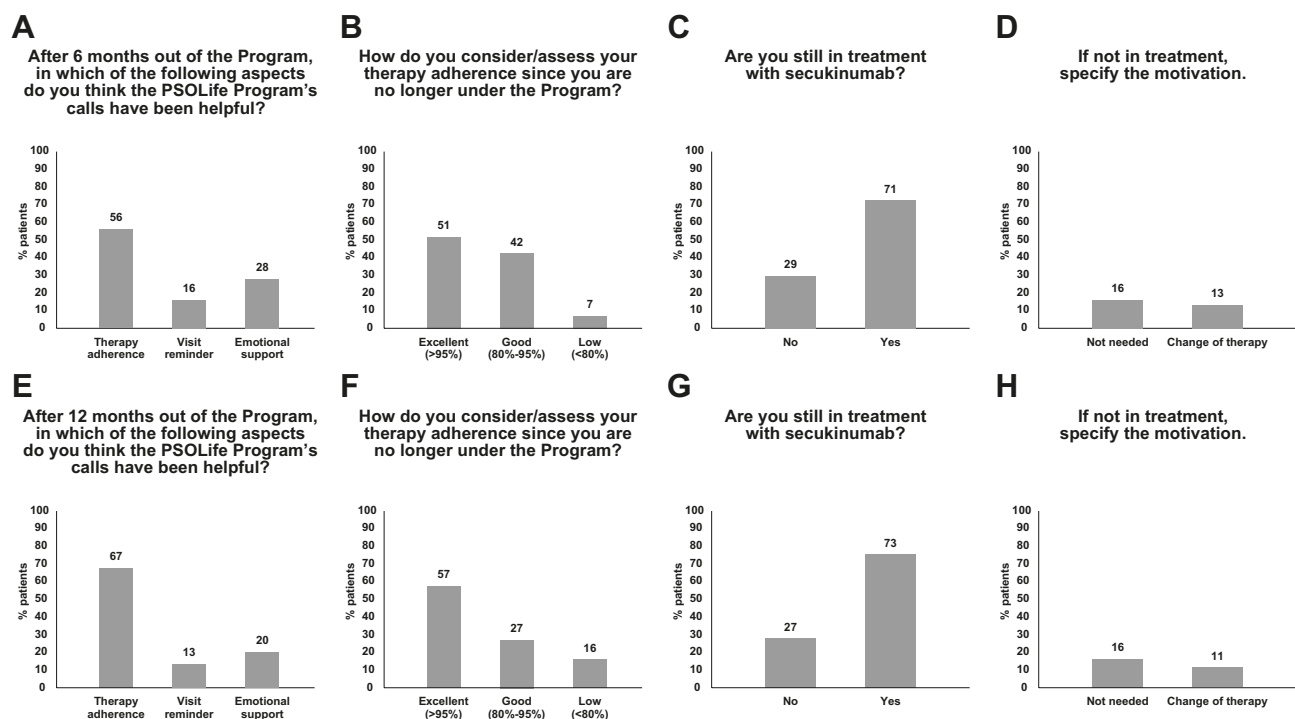 A
After 6 months out of the Program,
in which of the following aspects
do you think the PSOLife Program’s
calls have been helpful?
% patients
100
90
80
70
60
50
40
30
20
10
0
56
16
28
Therapy
adherence
Visit
reminder
Emotional
support
B
How do you consider/assess your
therapy adherence since you are
no longer under the Program?
% patients
100
90
80
70
60
50
40
30
20
10
0
51
42
7
Excellent
(>95%)
Good
(80%-95%)
Low
(<80%)
C
Are you still in treatment
with secukinumab?
% patients
100
90
80
70
60
50
40
30
20
10
0
29
71
No
Yes
D
If not in treatment,
specify the motivation.
% patients
100
90
80
70
60
50
40
30
20
10
0
16
13
Not needed
Change of therapy
E
After 12 months out of the Program,
in which of the following aspects
do you think the PSOLife Program’s
calls have been helpful?
% patients
100
90
80
70
60
50
40
30
20
10
0
67
13
20
Therapy
adherence
Visit
reminder
Emotional
support
F
How do you consider/assess your
therapy adherence since you are
no longer under the Program?
% patients
100
90
80
70
60
50
40
30
20
10
0
57
27
16
Excellent
(>95%)
Good
(80%-95%)
Low
(<80%)
G
Are you still in treatment
with secukinumab?
% patients
100
90
80
70
60
50
40
30
20
10
0
27
73
No
Yes
H
If not in treatment,
specify the motivation.
% patients
100
90
80
70
60
50
40
30
20
10
0
16
11
Not needed
Change of therapy